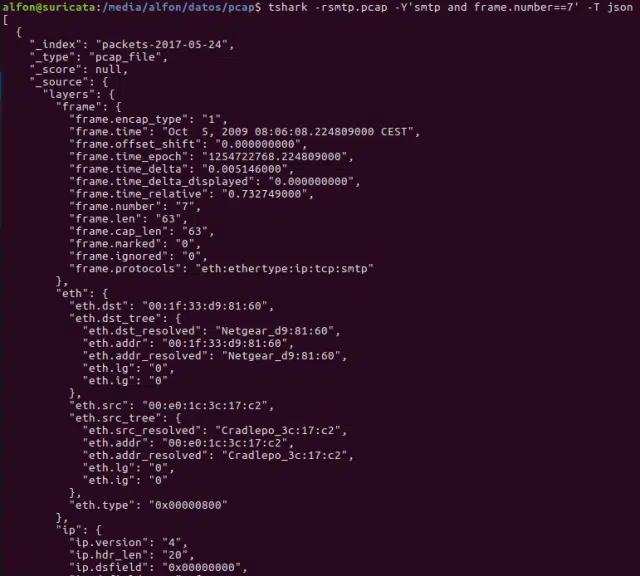 alfon@suricata:/media/alfon/datos/pcap$ tshark -rsmtp.pcap -Y'smtp and frame.number==7' -T json
[
  {
    "_index": "packets-2017-05-24",
    "_type": "pcap_file",
    "_score": null,
    "_source": {
      "layers": {
        "frame": {
          "frame.encap_type": "1",
          "frame.time": "Oct  5, 2009 08:06:08.224809000 CEST",
          "frame.offset_shift": "0.000000000",
          "frame.time_epoch": "1254722768.224809000",
          "frame.time_delta": "0.005146000",
          "frame.time_delta_displayed": "0.000000000",
          "frame.time_relative": "0.732749000",
          "frame.number": "7",
          "frame.len": "63",
          "frame.cap_len": "63",
          "frame.marked": "0",
          "frame.ignored": "0",
          "frame.protocols": "eth:ethertype:ip:tcp:smtp"
        },
        "eth": {
          "eth.dst": "00:1f:33:d9:81:60",
          "eth.dst_tree": {
            "eth.dst_resolved": "Netgear_d9:81:60",
            "eth.addr": "00:1f:33:d9:81:60",
            "eth.addr_resolved": "Netgear_d9:81:60",
            "eth.lg": "0",
            "eth.ig": "0"
          },
          "eth.src": "00:e0:1c:3c:17:c2",
          "eth.src_tree": {
            "eth.src_resolved": "Cradlepo_3c:17:c2",
            "eth.addr": "00:e0:1c:3c:17:c2",
            "eth.addr_resolved": "Cradlepo_3c:17:c2",
            "eth.lg": "0",
            "eth.ig": "0"
          },
          "eth.type": "0x00000800"
        },
        "ip": {
          "ip.version": "4",
          "ip.hdr_len": "20",
          "ip.dsfield": "0x00000000",